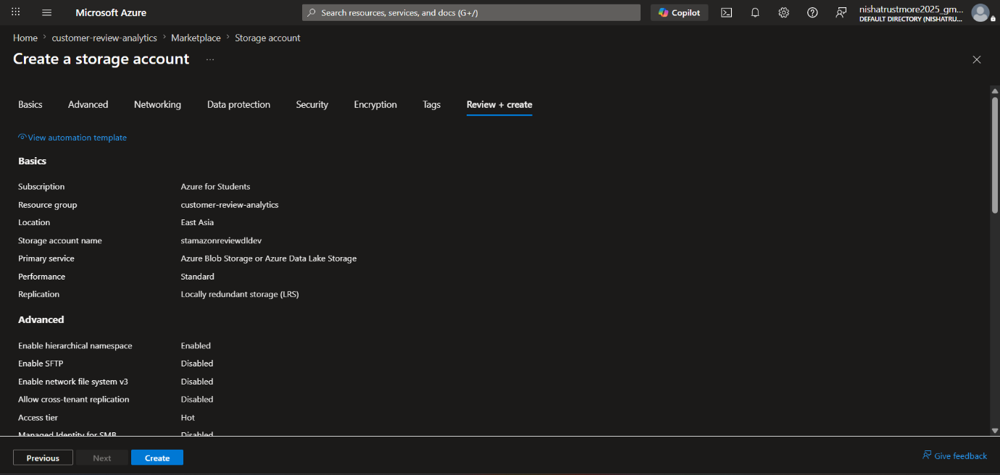 Microsoft Azure
Search resources, services, and docs (G+/)
Copilot
nishatrustmore2025_gm...
DEFAULT DIRECTORY (NISHATRU...
Home > customer-review-analytics > Marketplace > Storage account
Create a storage account ...
Basics Advanced Networking Data protection Security Encryption Tags Review + create
View automation template
Basics
Subscription Azure for Students
Resource group customer-review-analytics
Location East Asia
Storage account name stamazonreviewdldev
Primary service Azure Blob Storage or Azure Data Lake Storage
Performance Standard
Replication Locally redundant storage (LRS)
Advanced
Enable hierarchical namespace Enabled
Enable SFTP Disabled
Enable network file system v3 Disabled
Allow cross-tenant replication Disabled
Access tier Hot
Managed Identity for SMB Disabled
Previous Next Create
Give feedback